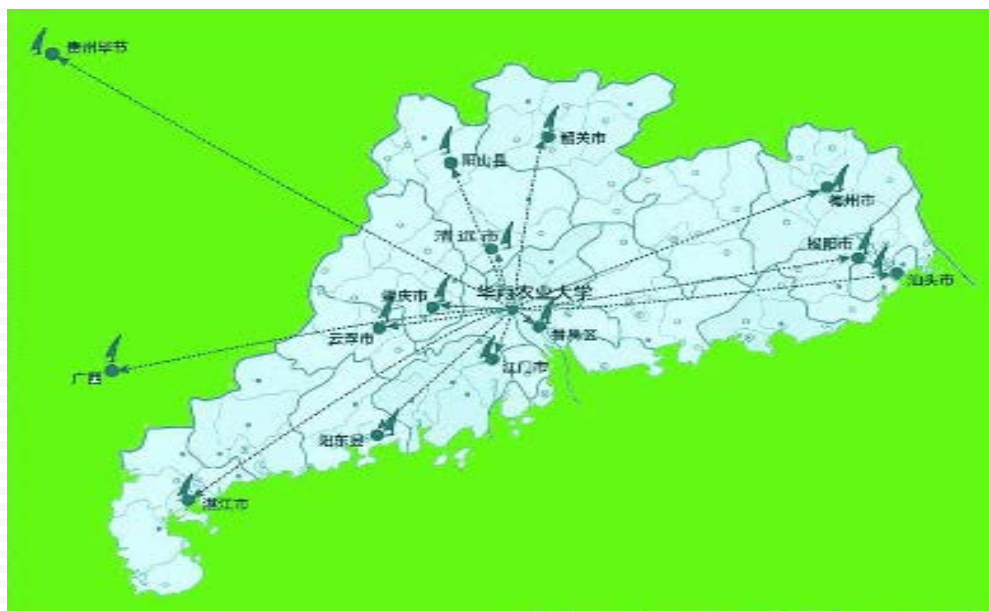 贵州毕节
韶关市
阳山县
梅州市
清远市
揭阳市
汕头市
肇庆市
华南农业大学
云浮市
番禺区
江门市
广西
阳东县
湛江市